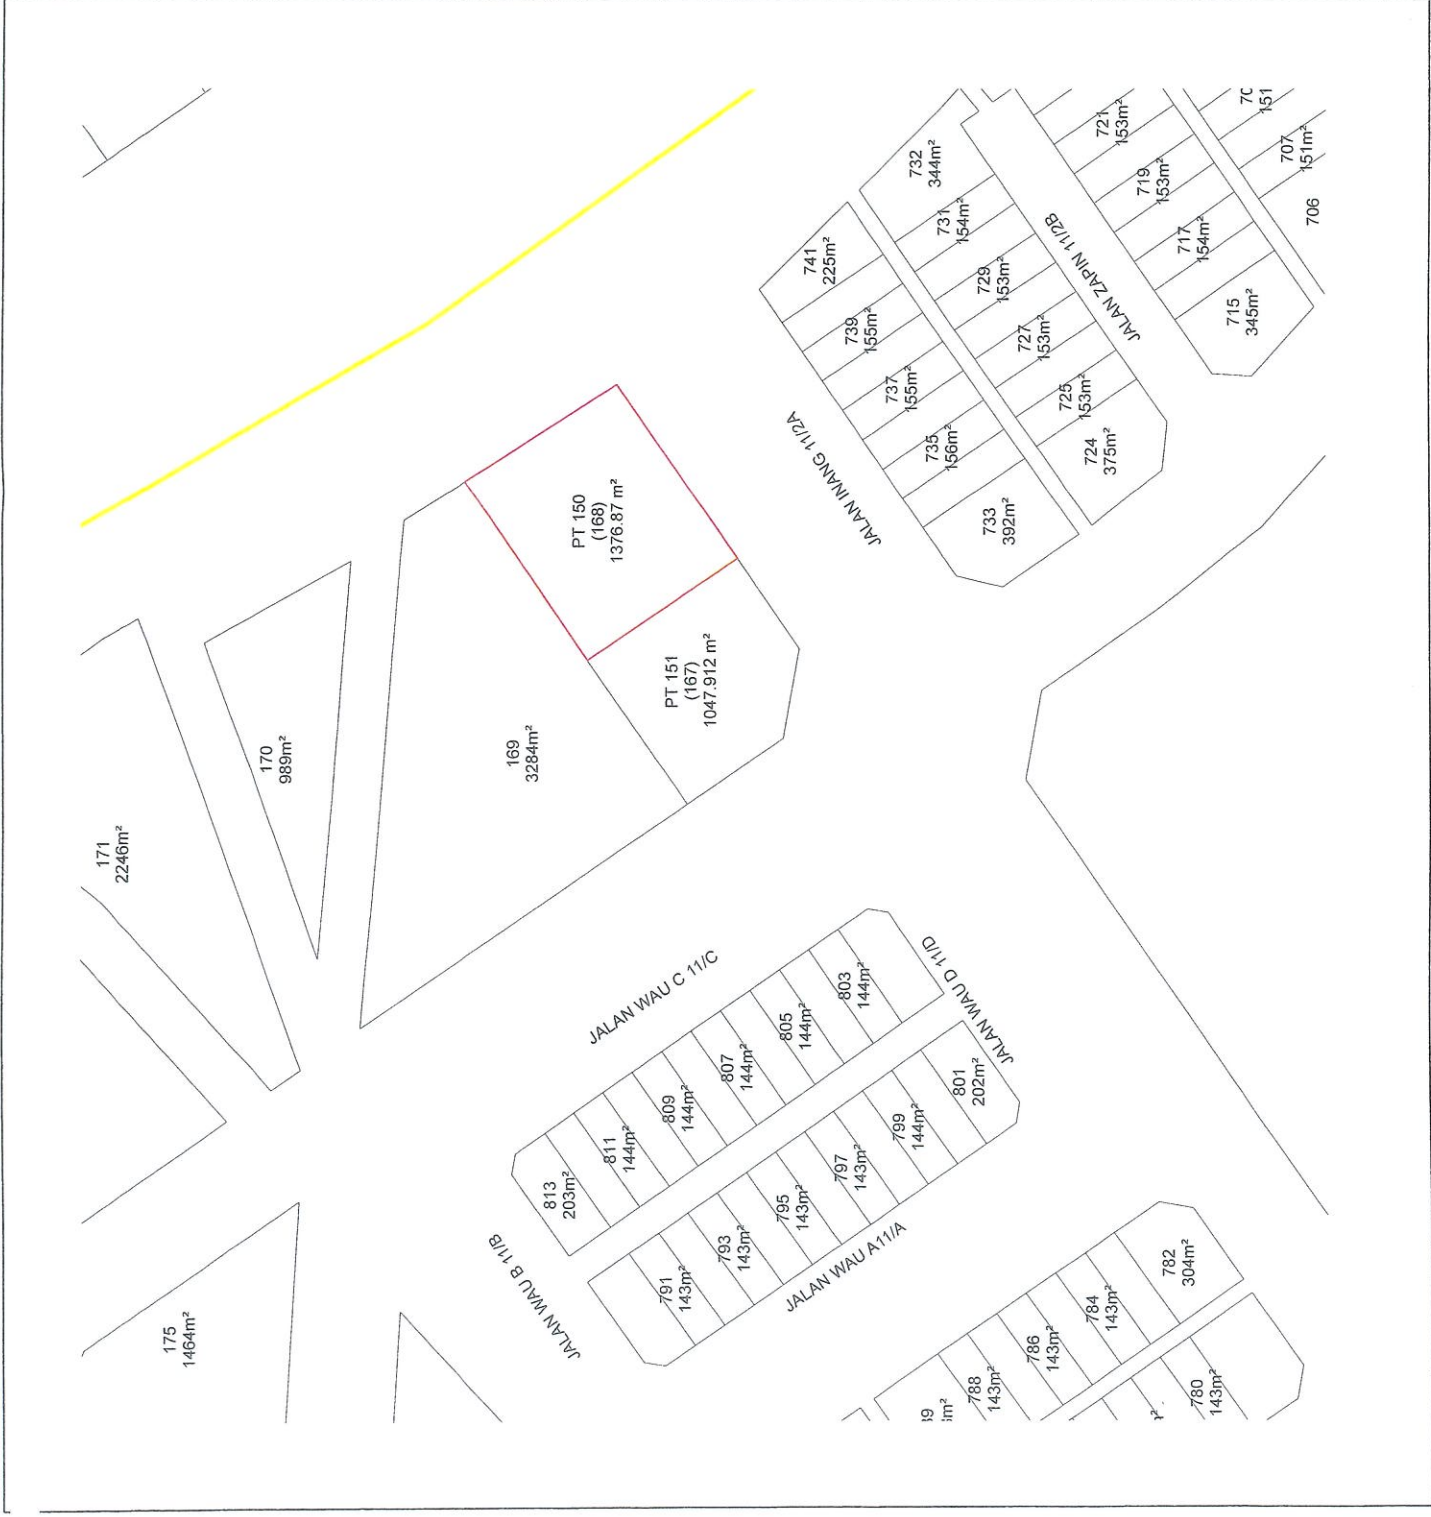 171
2246m²
170
989m²
169
3284m²
175
1464m²
PT 150
(168)
1376.87 m²
PT 151
(167)
1047.912 m²
JALAN INANG 11/2A
741
225m²
739
155m²
737
155m²
735
156m²
733
392m²
732
344m²
731
154m²
729
153m²
727
153m²
725
153m²
724
375m²
JALAN ZAPIN 11/2B
721
153m²
719
153m²
717
154m²
715
345m²
151
707
151m²
706
JALAN WAU C 11/C
JALAN WAU D 11/D
JALAN WAU B 11/B
JALAN WAU A11/A
813
203m²
811
144m²
809
144m²
807
144m²
805
144m²
803
144m²
791
143m²
793
143m²
795
143m²
797
143m²
799
144m²
801
202m²
788
143m²
786
143m²
784
143m²
782
304m²
780
143m²